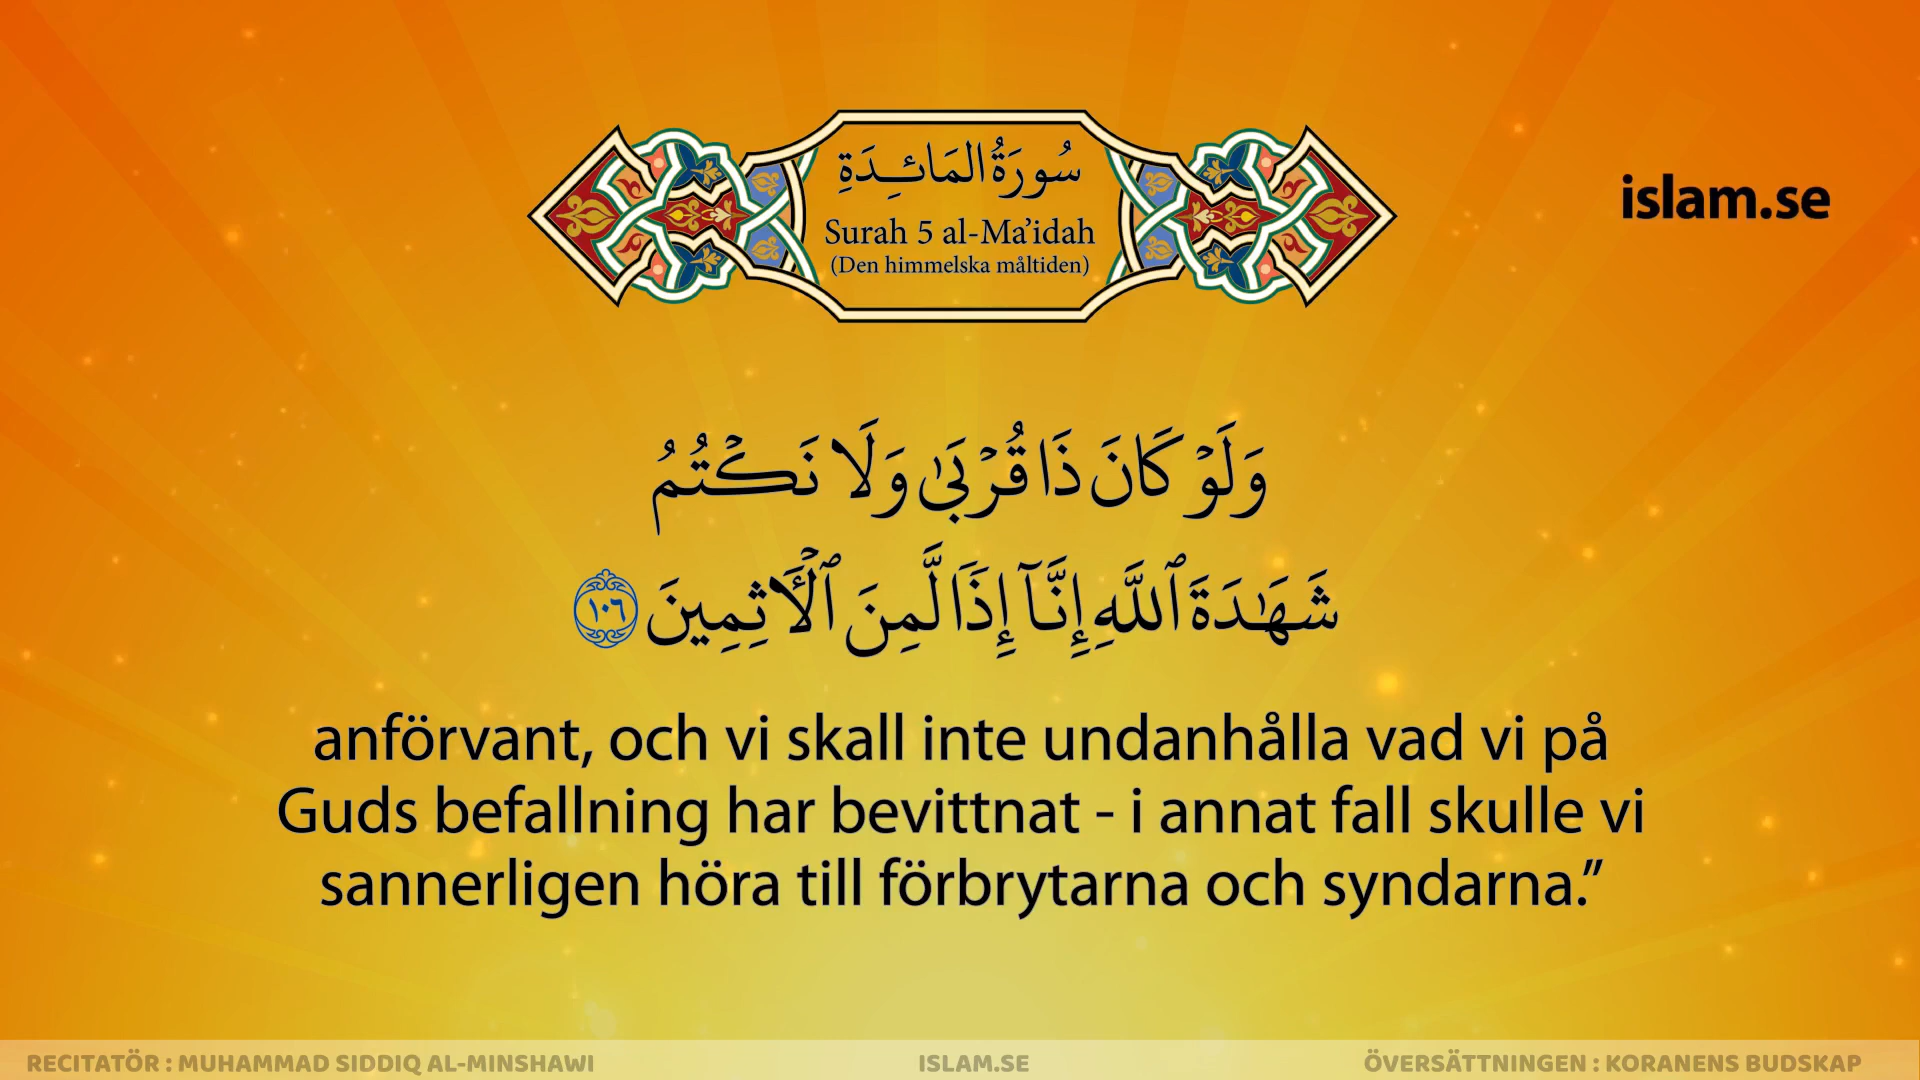 سُورَةُ المَائِدَةِ
Surah 5 al-Ma’idah
(Den himmelska måltiden)
islam.se
وَلَوۡ كَانَ ذَا قُرۡبَىٰ وَلَا نَكۡتُمُ
شَهَٰدَةَ ٱللَّهِ إِنَّآ إِذٗا لَّمِنَ ٱلۡأٓثِمِينَ ١٠٦
anförvant, och vi skall inte undanhålla vad vi på
Guds befallning har bevittnat - i annat fall skulle vi
sannerligen höra till förbrytarna och syndarna.”
RECITATÖR : MUHAMMAD SIDDIQ AL-MINSHAWI
ISLAM.SE
ÖVERSÄTTNINGEN : KORANENS BUDSKAP